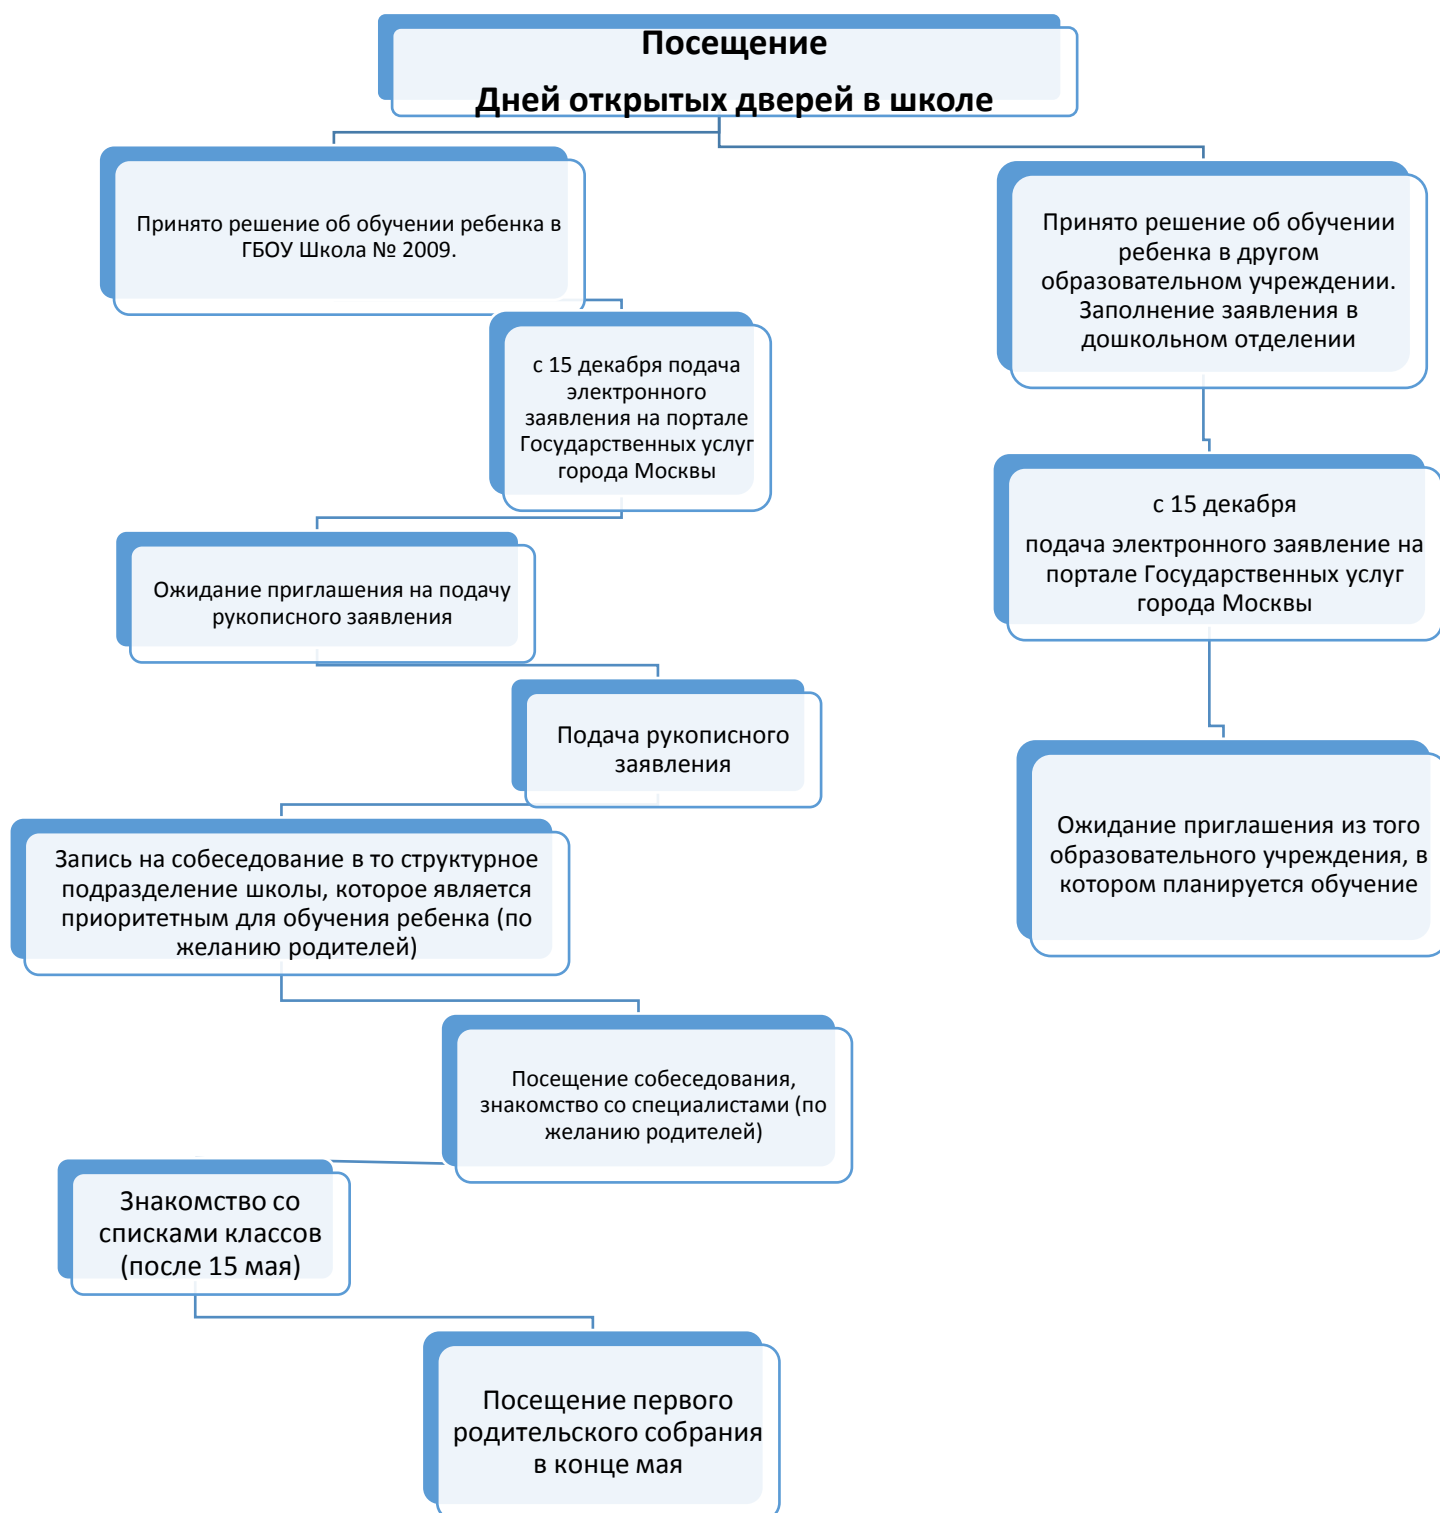 Посещение
Дней открытых дверей в школе
Принято решение об обучении ребенка в
ГБОУ Школа № 2009.
с 15 декабря подача
электронного
заявления на портале
Государственных услуг
города Москвы
Ожидание приглашения на подачу
рукописного заявления
Подача рукописного
заявления
Запись на собеседование в то структурное
подразделение школы, которое является
приоритетным для обучения ребенка (по
желанию родителей)
Посещение собеседования,
знакомство со специалистами (по
желанию родителей)
Знакомство со
списками классов
(после 15 мая)
Посещение первого
родительского собрания
в конце мая
Принято решение об обучении
ребенка в другом
образовательном учреждении.
Заполнение заявления в
дошкольном отделении
с 15 декабря
подача электронного заявление на
портале Государственных услуг
города Москвы
Ожидание приглашения из того
образовательного учреждения, в
котором планируется обучение